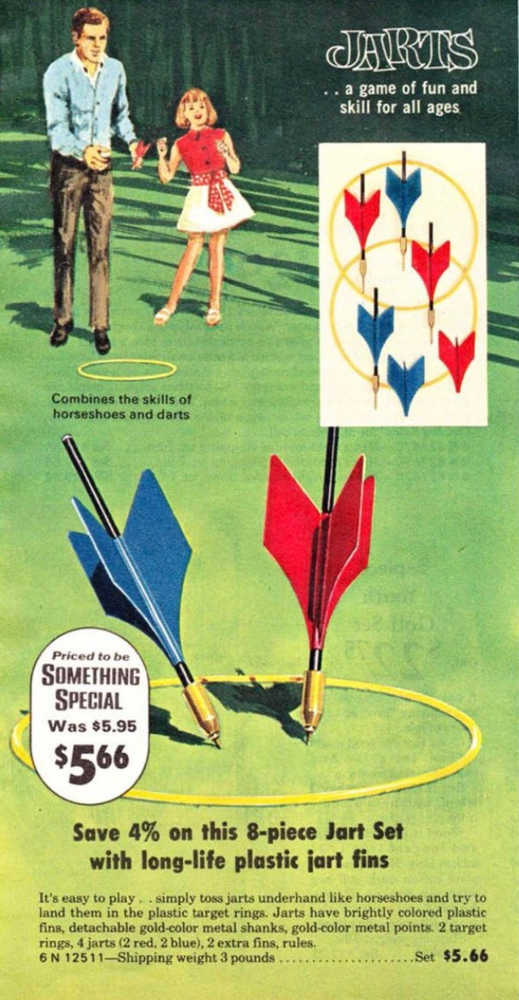 JARTS
. . a game of fun and
skill for all ages
Combines the skills of
horseshoes and darts
Priced to be
SOMETHING
SPECIAL
Was $5.95
$5 66
Save 4% on this 8-piece Jart Set
with long-life plastic jart fins
It's easy to play . . simply toss jarts underhand like horseshoes and try to
land them in the plastic target rings. Jarts have brightly colored plastic
fins, detachable gold-color metal shanks, gold-color metal points. 2 target
rings, 4 jarts (2 red, 2 blue), 2 extra fins, rules.
6 N 12511—Shipping weight 3 pounds . . . . . . . . . . . . . . . . . . . . . Set $5.66